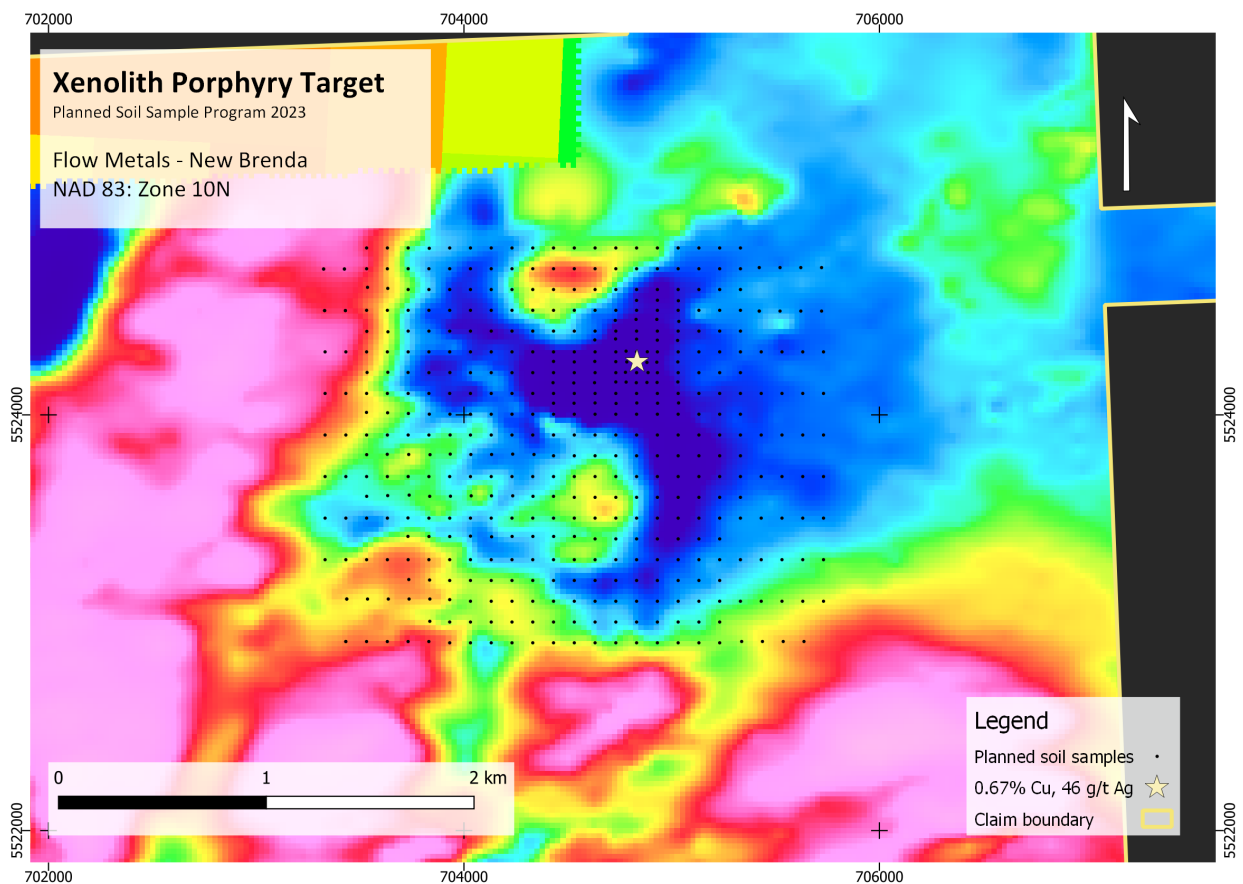 702000
704000
706000
Xenolith Porphyry Target
Planned Soil Sample Program 2023
Flow Metals - New Brenda
NAD 83: Zone 10N
5524000
5524000
Legend
Planned soil samples
0.67% Cu, 46 g/t Ag
Claim boundary
0 1 2 km
5522000
5522000
702000
704000
706000